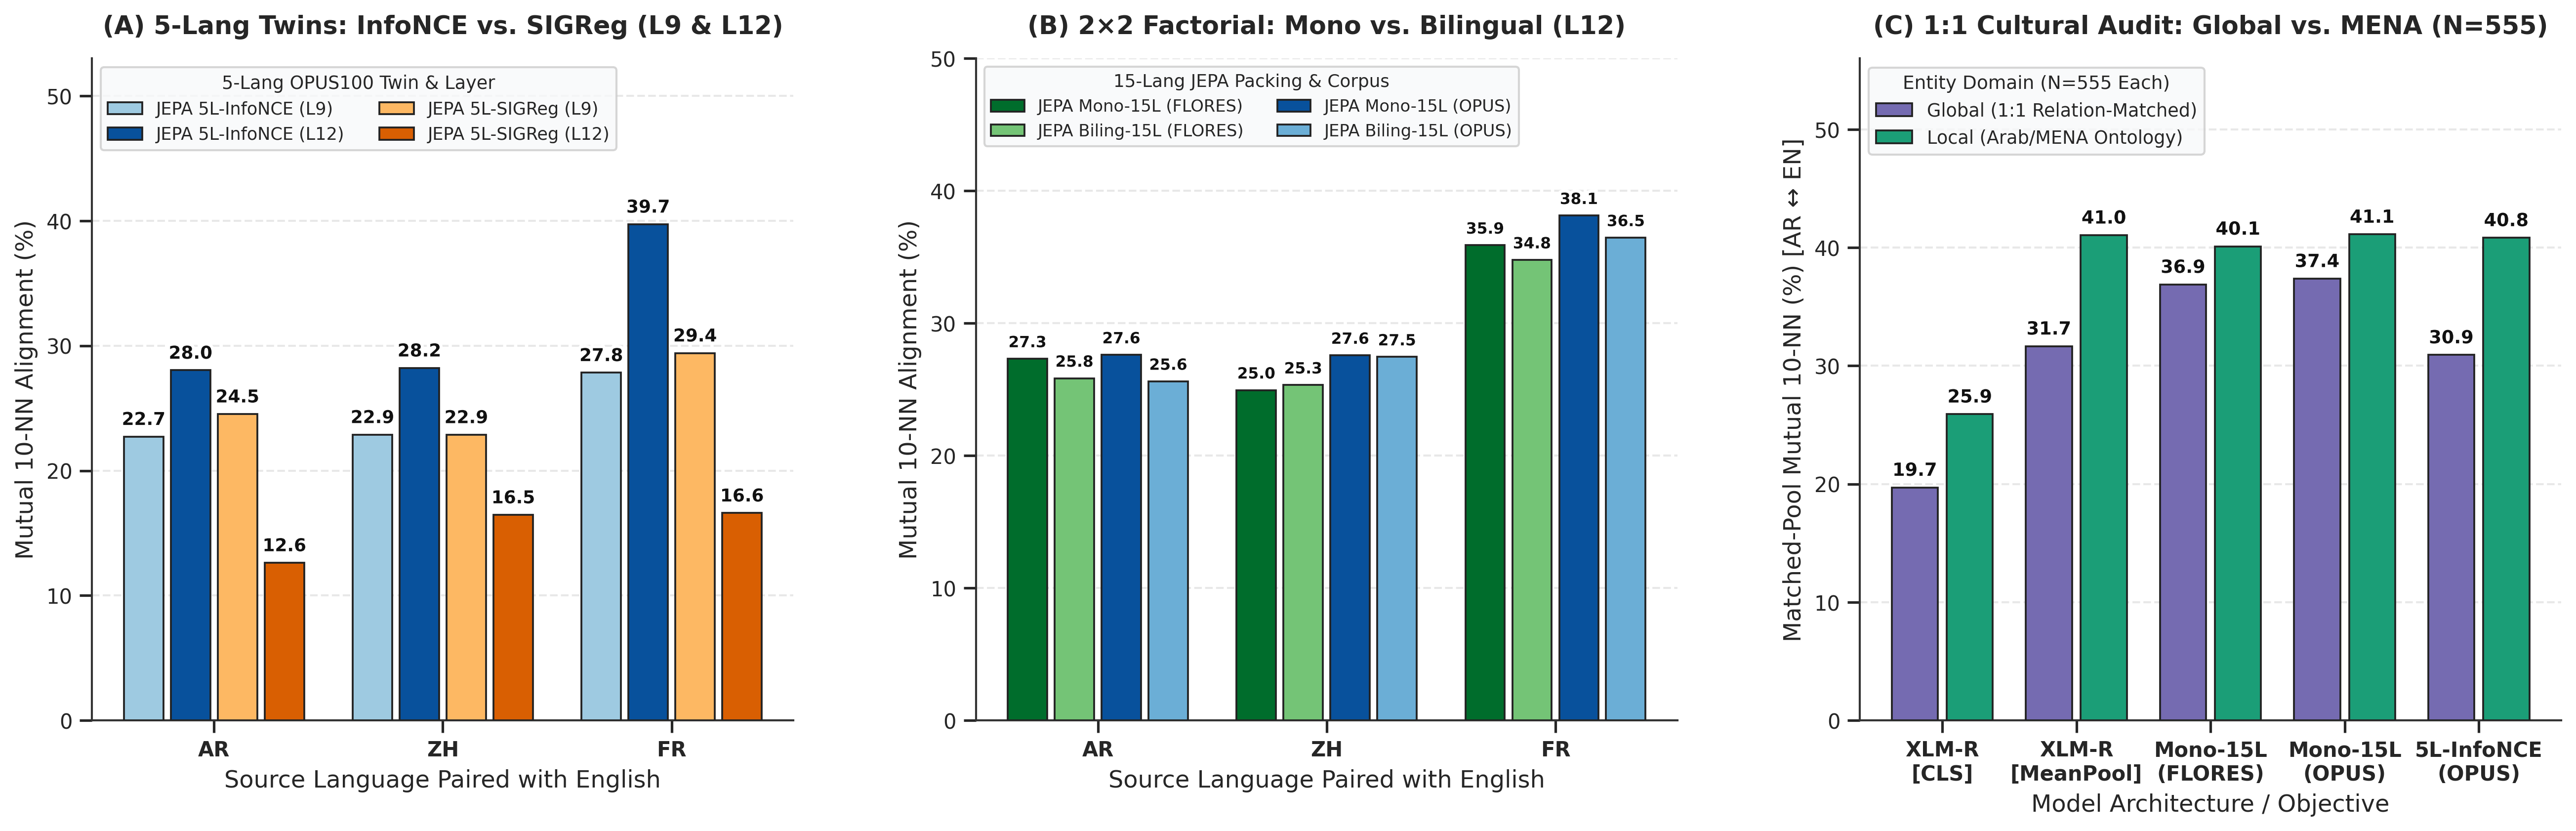 (A) 5-Lang Twins: InfoNCE vs. SIGReg (L9 & L12)
5-Lang OPUS100 Twin & Layer
JEPA 5L-InfoNCE (L9)
JEPA 5L-InfoNCE (L12)
JEPA 5L-SIGReg (L9)
JEPA 5L-SIGReg (L12)
Mutual 10-NN Alignment (%)
50
40
30
20
10
0
22.7
28.0
24.5
12.6
22.9
28.2
22.9
16.5
27.8
39.7
29.4
16.6
AR
ZH
FR
Source Language Paired with English
(B) 2×2 Factorial: Mono vs. Bilingual (L12)
15-Lang JEPA Packing & Corpus
JEPA Mono-15L (FLORES)
JEPA Biling-15L (FLORES)
JEPA Mono-15L (OPUS)
JEPA Biling-15L (OPUS)
Mutual 10-NN Alignment (%)
50
40
30
20
10
0
27.3
25.8
27.6
25.6
25.0
25.3
27.6
27.5
35.9
34.8
38.1
36.5
AR
ZH
FR
Source Language Paired with English
(C) 1:1 Cultural Audit: Global vs. MENA (N=555)
Entity Domain (N=555 Each)
Global (1:1 Relation-Matched)
Local (Arab/MENA Ontology)
Matched-Pool Mutual 10-NN (%) [AR ↔ EN]
50
40
30
20
10
0
19.7
25.9
31.7
41.0
36.9
40.1
37.4
41.1
30.9
40.8
XLM-R
[CLS]
XLM-R
[MeanPool]
Mono-15L
(FLORES)
Mono-15L
(OPUS)
5L-InfoNCE
(OPUS)
Model Architecture / Objective